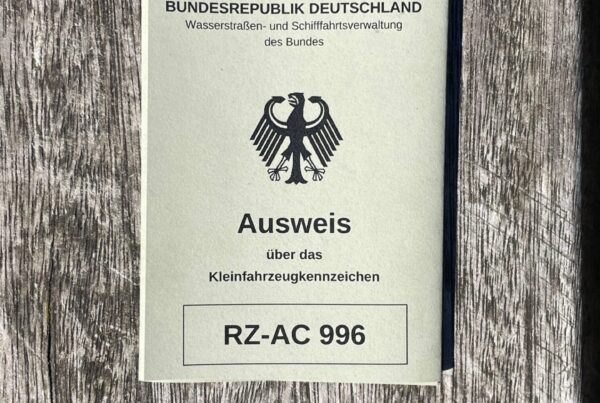 BUNDESREPUBLIK DEUTSCHLAND
Wasserstraßen- und Schifffahrtsverwaltung
des Bundes
Ausweis
über das
Kleinfahrzeugkennzeichen
RZ-AC 996